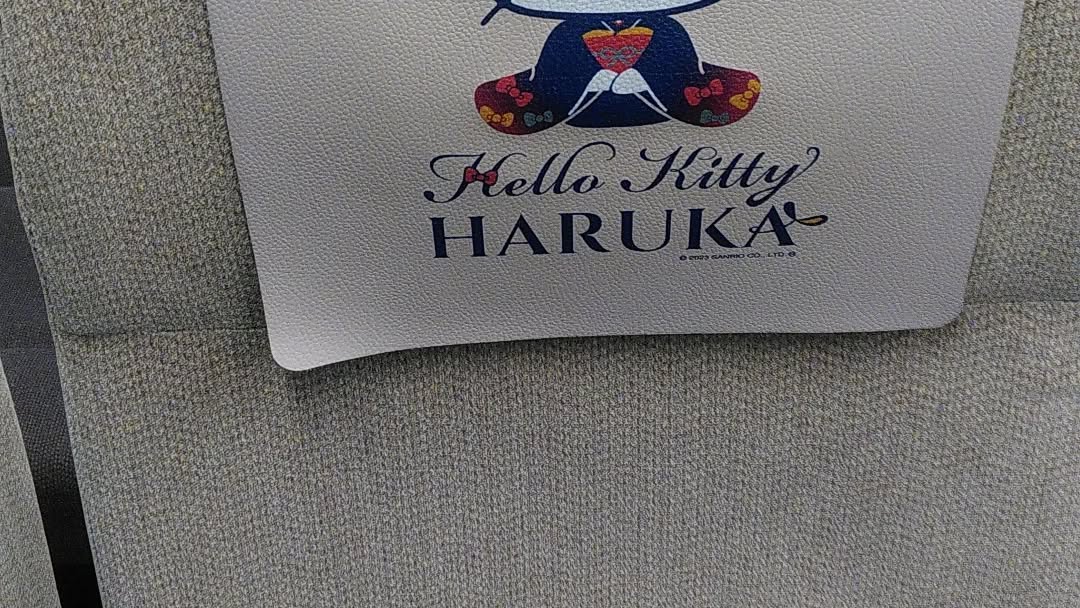 Hello Kitty
HARUKA
© 2023 SANRIO CO., LTD. Ⓛ